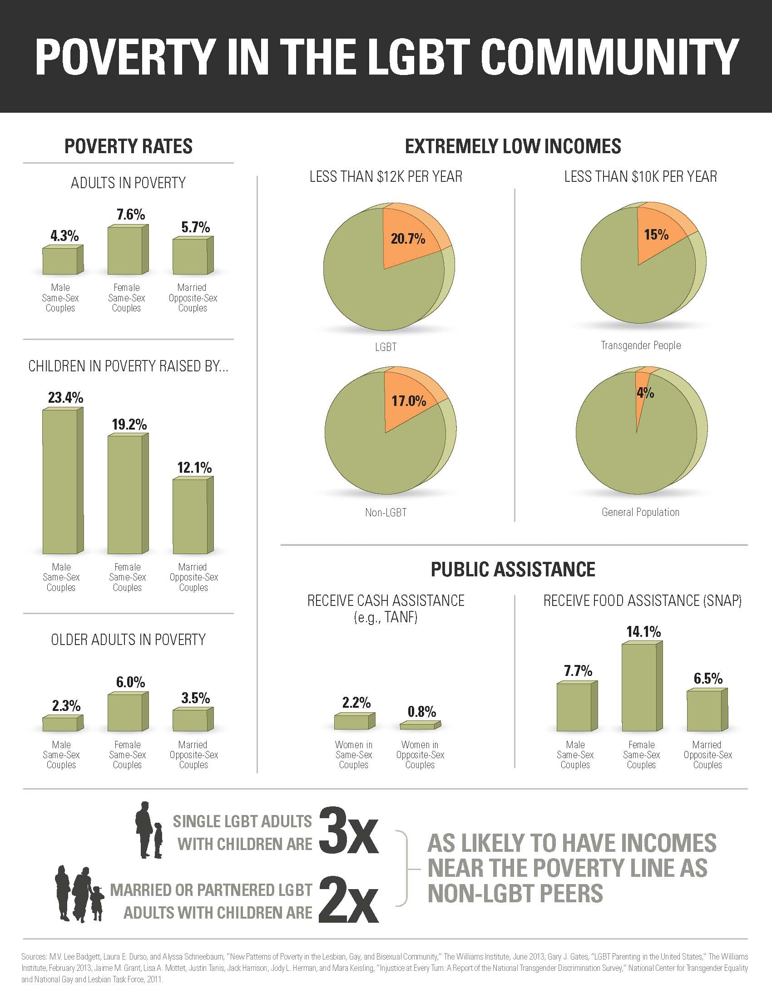 POVERTY IN THE LGBT COMMUNITY
POVERTY RATES
ADULTS IN POVERTY
4.3%
7.6%
5.7%
Male
Same-Sex
Couples
Female
Same-Sex
Couples
Married
Opposite-Sex
Couples
CHILDREN IN POVERTY RAISED BY...
23.4%
19.2%
12.1%
Male
Same-Sex
Couples
Female
Same-Sex
Couples
Married
Opposite-Sex
Couples
OLDER ADULTS IN POVERTY
2.3%
6.0%
3.5%
Male
Same-Sex
Couples
Female
Same-Sex
Couples
Married
Opposite-Sex
Couples
EXTREMELY LOW INCOMES
LESS THAN $12K PER YEAR
20.7%
LGBT
17.0%
Non-LGBT
LESS THAN $10K PER YEAR
15%
Transgender People
4%
General Population
PUBLIC ASSISTANCE
RECEIVE CASH ASSISTANCE
(e.g., TANF)
2.2%
0.8%
Women in
Same-Sex
Couples
Women in
Opposite-Sex
Couples
RECEIVE FOOD ASSISTANCE (SNAP)
7.7%
14.1%
6.5%
Male
Same-Sex
Couples
Female
Same-Sex
Couples
Married
Opposite-Sex
Couples
SINGLE LGBT ADULTS
WITH CHILDREN ARE
3x
MARRIED OR PARTNERED LGBT
ADULTS WITH CHILDREN ARE
2x
AS LIKELY TO HAVE INCOMES
NEAR THE POVERTY LINE AS
NON-LGBT PEERS
Sources: M.V. Lee Badgett, Laura E. Durso, and Alyssa Schneebaum, "New Patterns of Poverty in the Lesbian, Gay, and Bisexual Community," The Williams Institute, June 2013; Gary J. Gates, "LGBT Parenting in the United States," The Williams
Institute, February 2013; Jaime M. Grant, Lisa A. Mottet, Justin Tanis, Jack Harrison, Jody L. Herman, and Mara Keisling, "Injustice at Every Turn: A Report of the National Transgender Discrimination Survey," National Center for Transgender Equality
and National Gay and Lesbian Task Force, 2011.